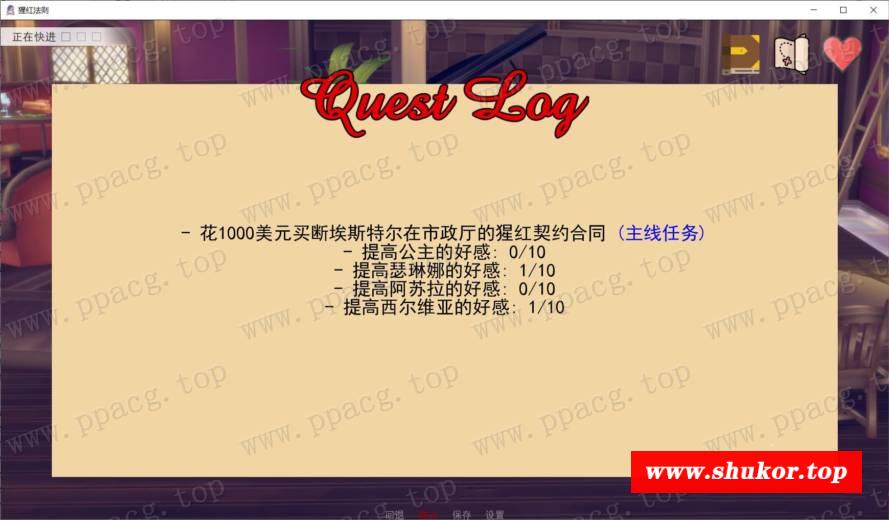 猩红法则
正在快进
Quest Log
- 花1000美元买断埃斯特尔在市政厅的猩红契约合同 (主线任务)
- 提高公主的好感: 0/10
- 提高瑟琳娜的好感: 1/10
- 提高阿苏拉的好感: 0/10
- 提高西尔维亚的好感: 1/10
www.ppacg.top
www.shukor.top
回退 保存 设置